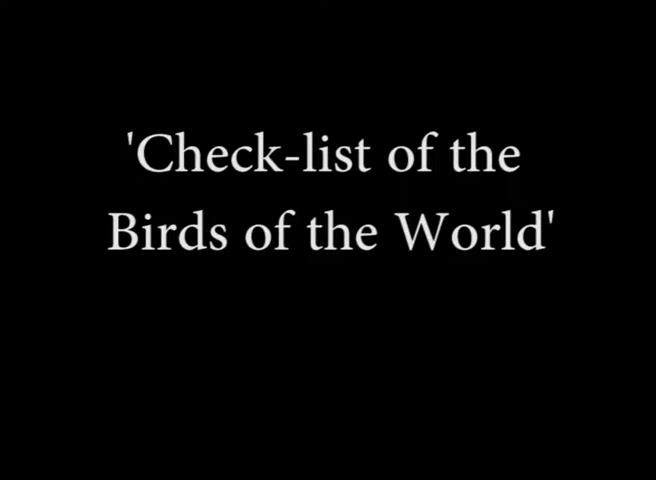 'Check-list of the
Birds of the World'